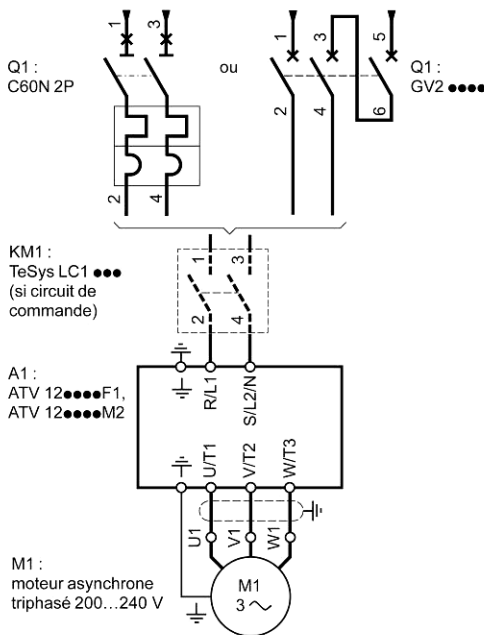 1
3
1
3
5
Q1 :
C60N 2P
ou
Q1 :
GV2 ●●●●
2
4
6
2
4
KM1 :
TeSys LC1 ●●●
(si circuit de
commande)
1
3
2
4
A1 :
ATV 12●●●●F1,
ATV 12●●●●M2
R/L1
S/L2/N
U/T1
V/T2
W/T3
U1
V1
W1
M1 :
moteur asynchrone
triphasé 200...240 V
M1
3 ~